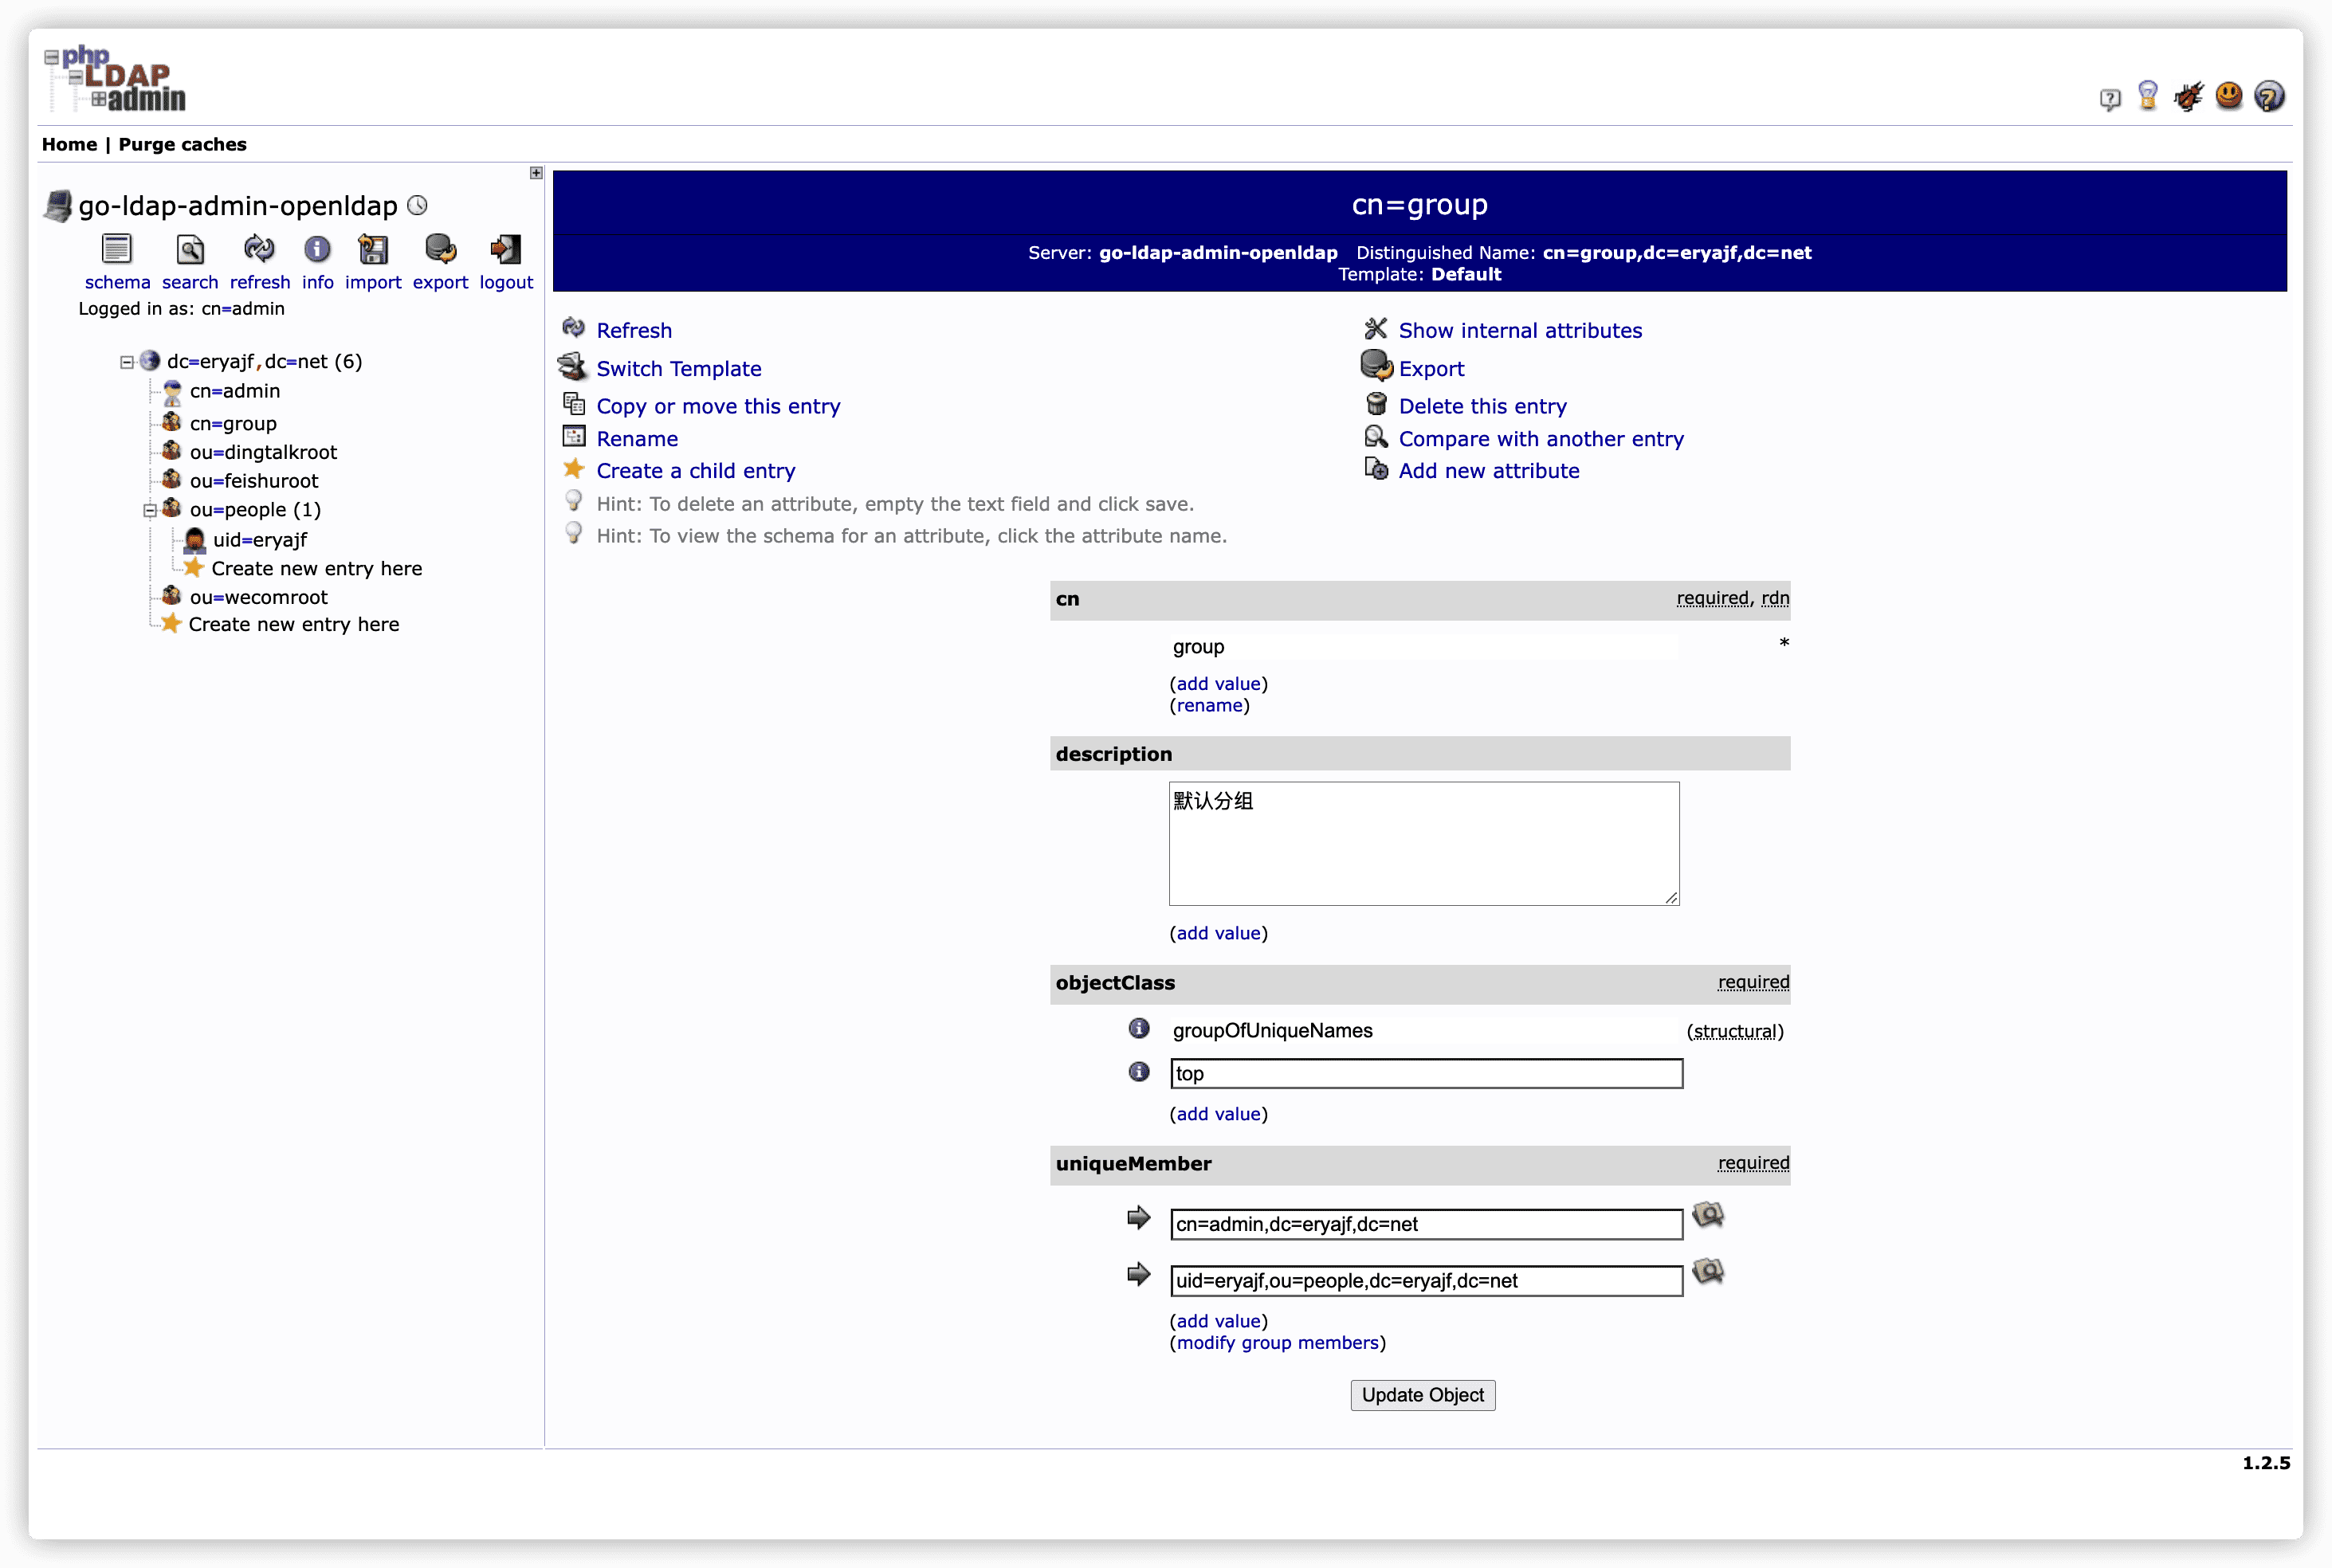 php
LDAP
admin
Home | Purge caches
go-ldap-admin-openldap
schema search refresh info import export logout
Logged in as: cn=admin
dc=eryajf,dc=net (6)
cn=admin
cn=group
ou=dingtalkroot
ou=feishuroot
ou=people (1)
uid=eryajf
Create new entry here
ou=wecomroot
Create new entry here
cn=group
Server: go-ldap-admin-openldap Distinguished Name: cn=group,dc=eryajf,dc=net
Template: Default
Refresh
Show internal attributes
Switch Template
Export
Copy or move this entry
Delete this entry
Rename
Compare with another entry
Create a child entry
Add new attribute
Hint: To delete an attribute, empty the text field and click save.
Hint: To view the schema for an attribute, click the attribute name.
cn required, rdn
group *
(add value)
(rename)
description
默认分组
(add value)
objectClass required
groupOfUniqueNames (structural)
top
(add value)
uniqueMember required
cn=admin,dc=eryajf,dc=net
uid=eryajf,ou=people,dc=eryajf,dc=net
(add value)
(modify group members)
Update Object
1.2.5